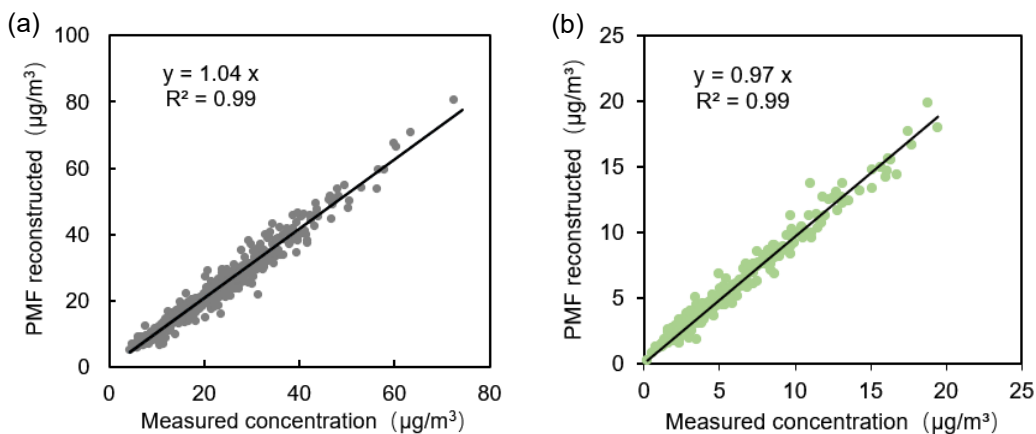 (a)
100
80
60
40
20
0
PMF reconstructed（μg/m³）
y = 1.04 x
R² = 0.99
0 20 40 60 80
Measured concentration（μg/m³）
(b)
25
20
15
10
5
0
PMF reconstructed（μg/m³）
y = 0.97 x
R² = 0.99
0 5 10 15 20 25
Measured concentration（μg/m³）